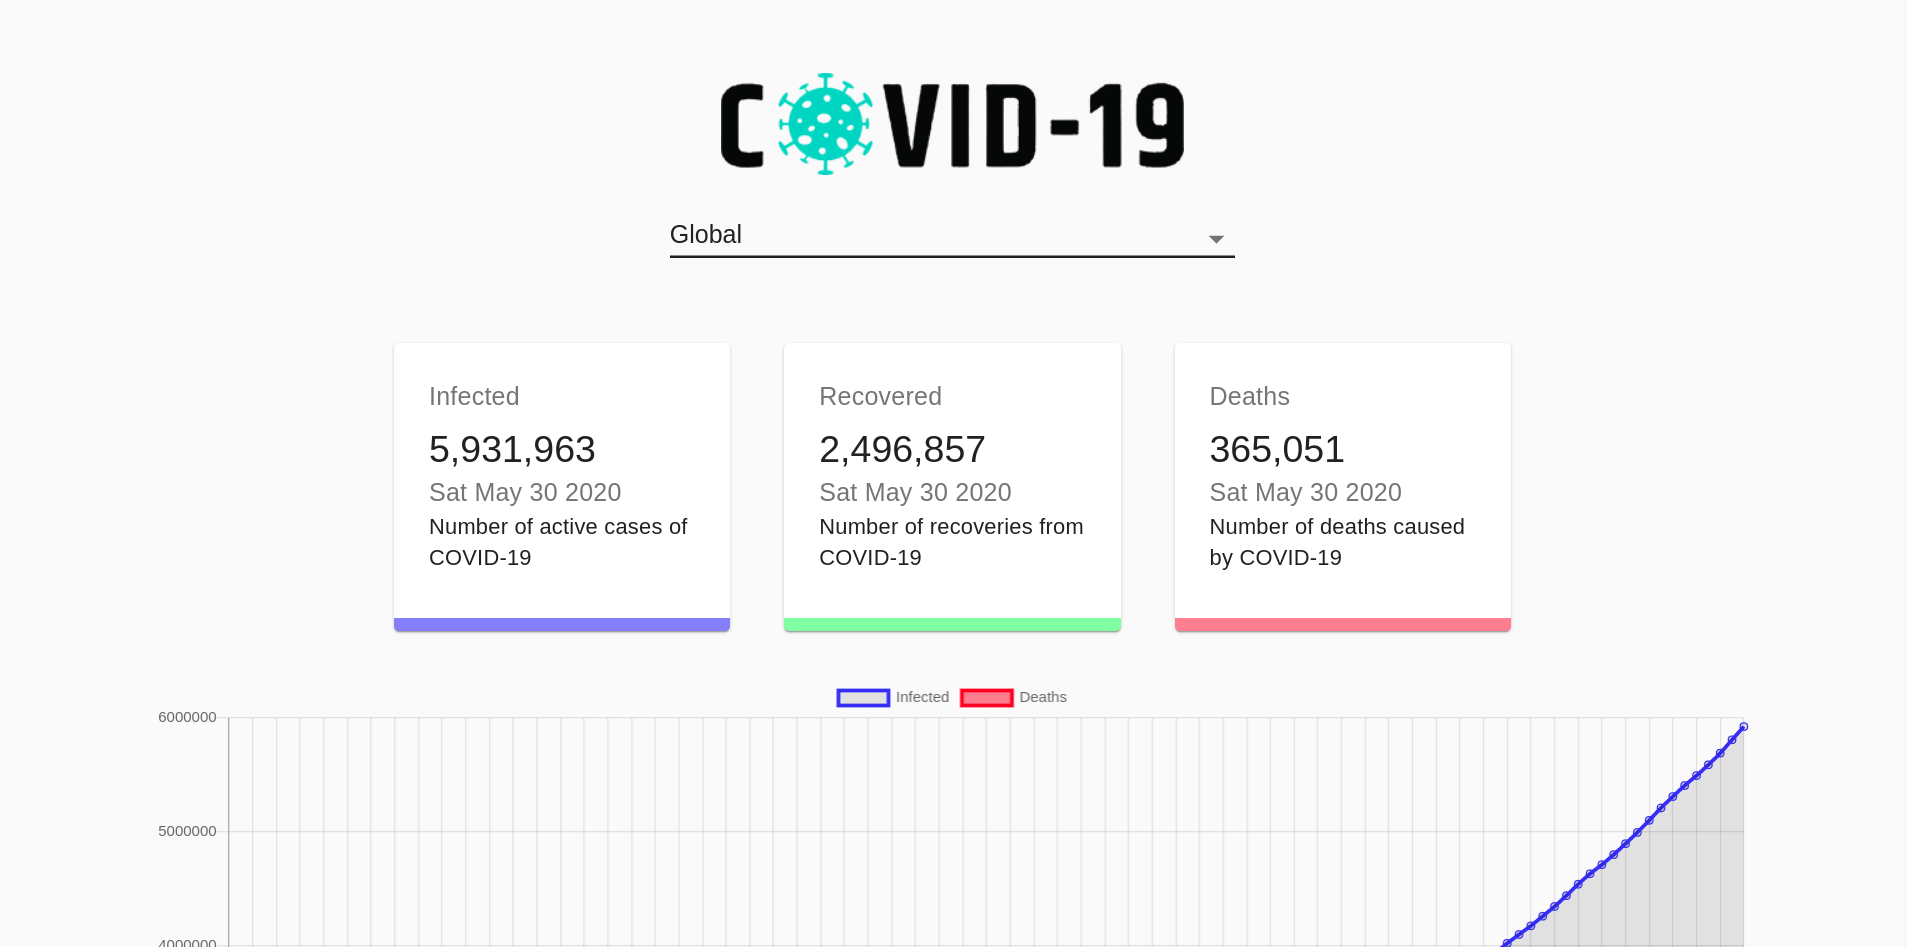 COVID-19
Global
Infected
5,931,963
Sat May 30 2020
Number of active cases of
COVID-19
Recovered
2,496,857
Sat May 30 2020
Number of recoveries from
COVID-19
Deaths
365,051
Sat May 30 2020
Number of deaths caused
by COVID-19
Infected Deaths
6000000
5000000
4000000